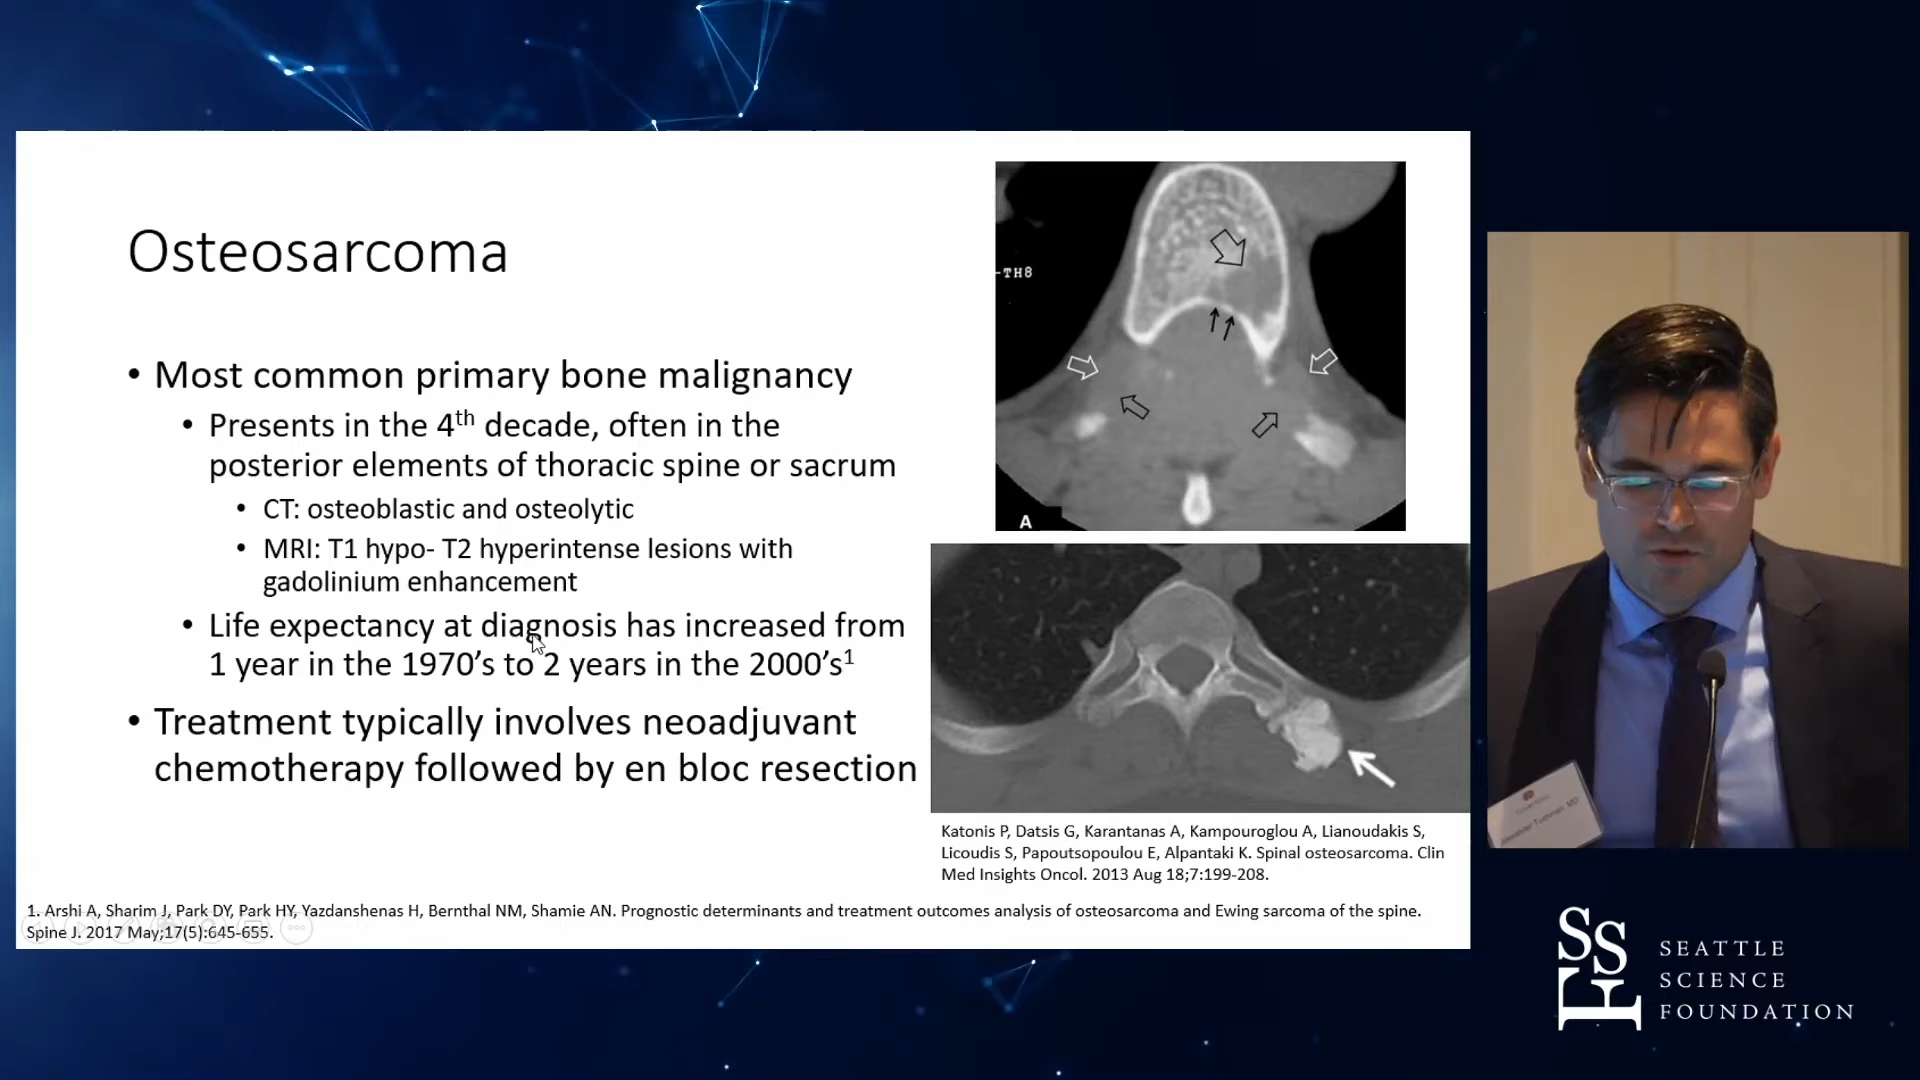 Osteosarcoma
• Most common primary bone malignancy
• Presents in the 4th decade, often in the
posterior elements of thoracic spine or sacrum
• CT: osteoblastic and osteolytic
• MRI: T1 hypo- T2 hyperintense lesions with
gadolinium enhancement
• Life expectancy at diagnosis has increased from
1 year in the 1970’s to 2 years in the 2000’s1
• Treatment typically involves neoadjuvant
chemotherapy followed by en bloc resection
-TH8
A
Katonis P, Datsis G, Karantanas A, Kampouroglou A, Lianoudakis S,
Licoudis S, Papoutsopoulou E, Alpantaki K. Spinal osteosarcoma. Clin
Med Insights Oncol. 2013 Aug 18;7:199-208.
1. Arshi A, Sharim J, Park DY, Park HY, Yazdanshenas H, Bernthal NM, Shamie AN. Prognostic determinants and treatment outcomes analysis of osteosarcoma and Ewing sarcoma of the spine.
Spine J. 2017 May;17(5):645-655.
MD
SSF
SEATTLE
SCIENCE
FOUNDATION